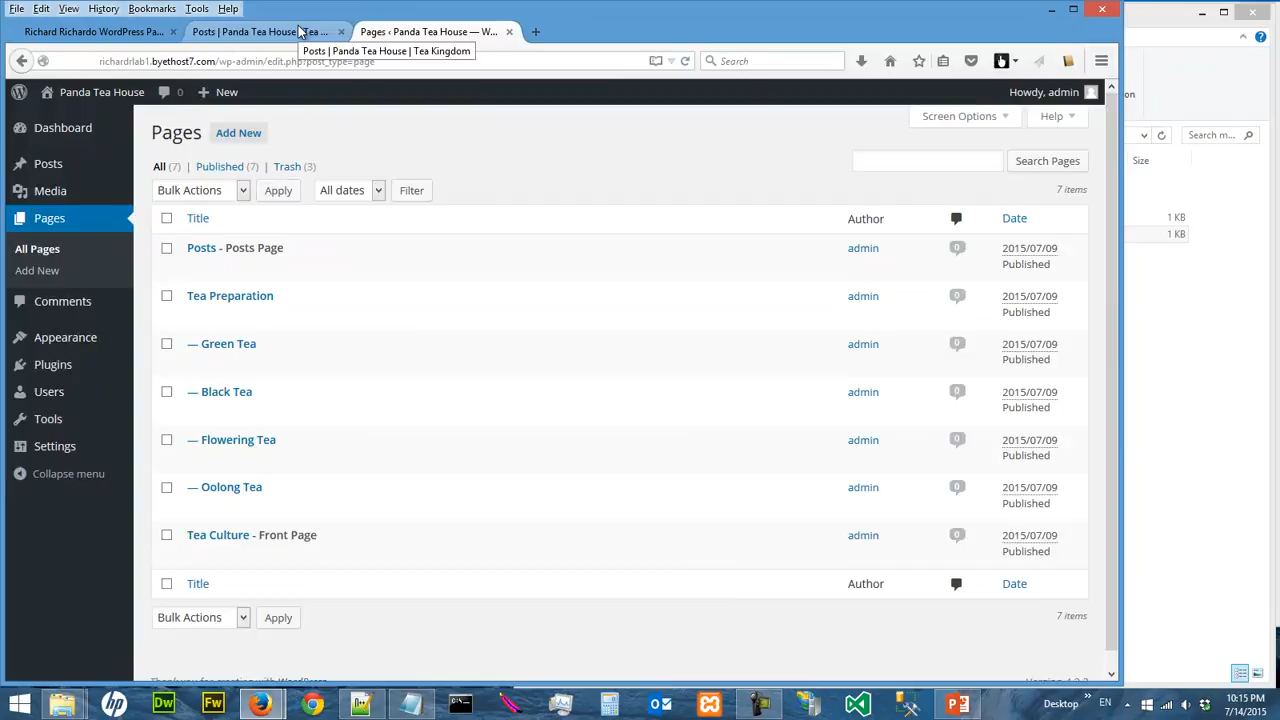 File Edit View History Bookmarks Tools Help
Richard Richardo WordPress Pa...
Posts | Panda Tea House | Tea ...
Pages ‹ Panda Tea House — W...
Posts | Panda Tea House | Tea Kingdom
richardlab1.byethost7.com/wp-admin/edit.php?post_type=page
Search
Panda Tea House 0 New Howdy, admin
Dashboard
Posts
Media
Pages
All Pages
Add New
Comments
Appearance
Plugins
Users
Tools
Settings
Collapse menu
Pages Add New
Screen Options Help
All (7) | Published (7) | Trash (3)
Search Pages
Bulk Actions Apply All dates Filter 7 items
Title Author Date
Posts - Posts Page admin 0 2015/07/09
Published
Tea Preparation admin 0 2015/07/09
Published
— Green Tea admin 0 2015/07/09
Published
— Black Tea admin 0 2015/07/09
Published
— Flowering Tea admin 0 2015/07/09
Published
— Oolong Tea admin 0 2015/07/09
Published
Tea Culture - Front Page admin 0 2015/07/09
Published
Title Author Date
Bulk Actions Apply 7 items
Search m...
Size
1 KB
1 KB
Desktop EN 10:15 PM
7/14/2015